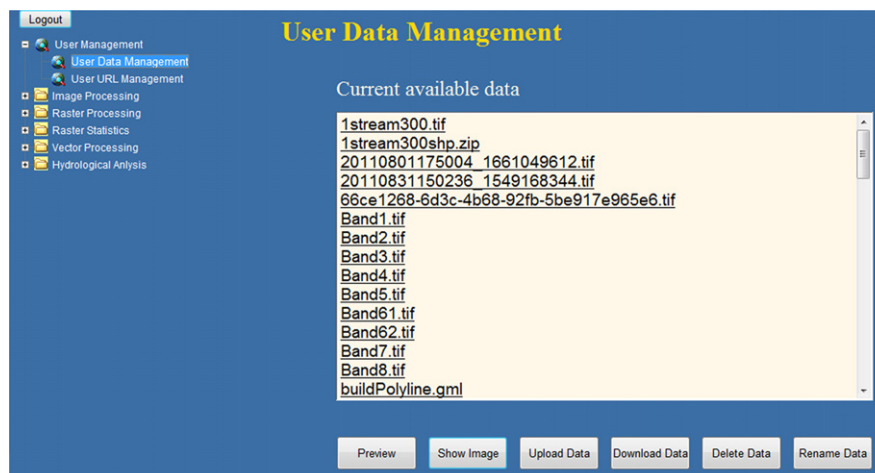 Logout
User Management
User Data Management
User URL Management
Image Processing
Raster Processing
Raster Statistics
Vector Processing
Hydrological Anlysis
User Data Management
Current available data
1stream300.tif
1stream300shp.zip
20110801175004_1661049612.tif
20110831150236_1549168344.tif
66ce1268-6d3c-4b68-92fb-5be917e965e6.tif
Band1.tif
Band2.tif
Band3.tif
Band4.tif
Band5.tif
Band61.tif
Band62.tif
Band7.tif
Band8.tif
buildPolyline.gml
Preview Show Image Upload Data Download Data Delete Data Rename Data